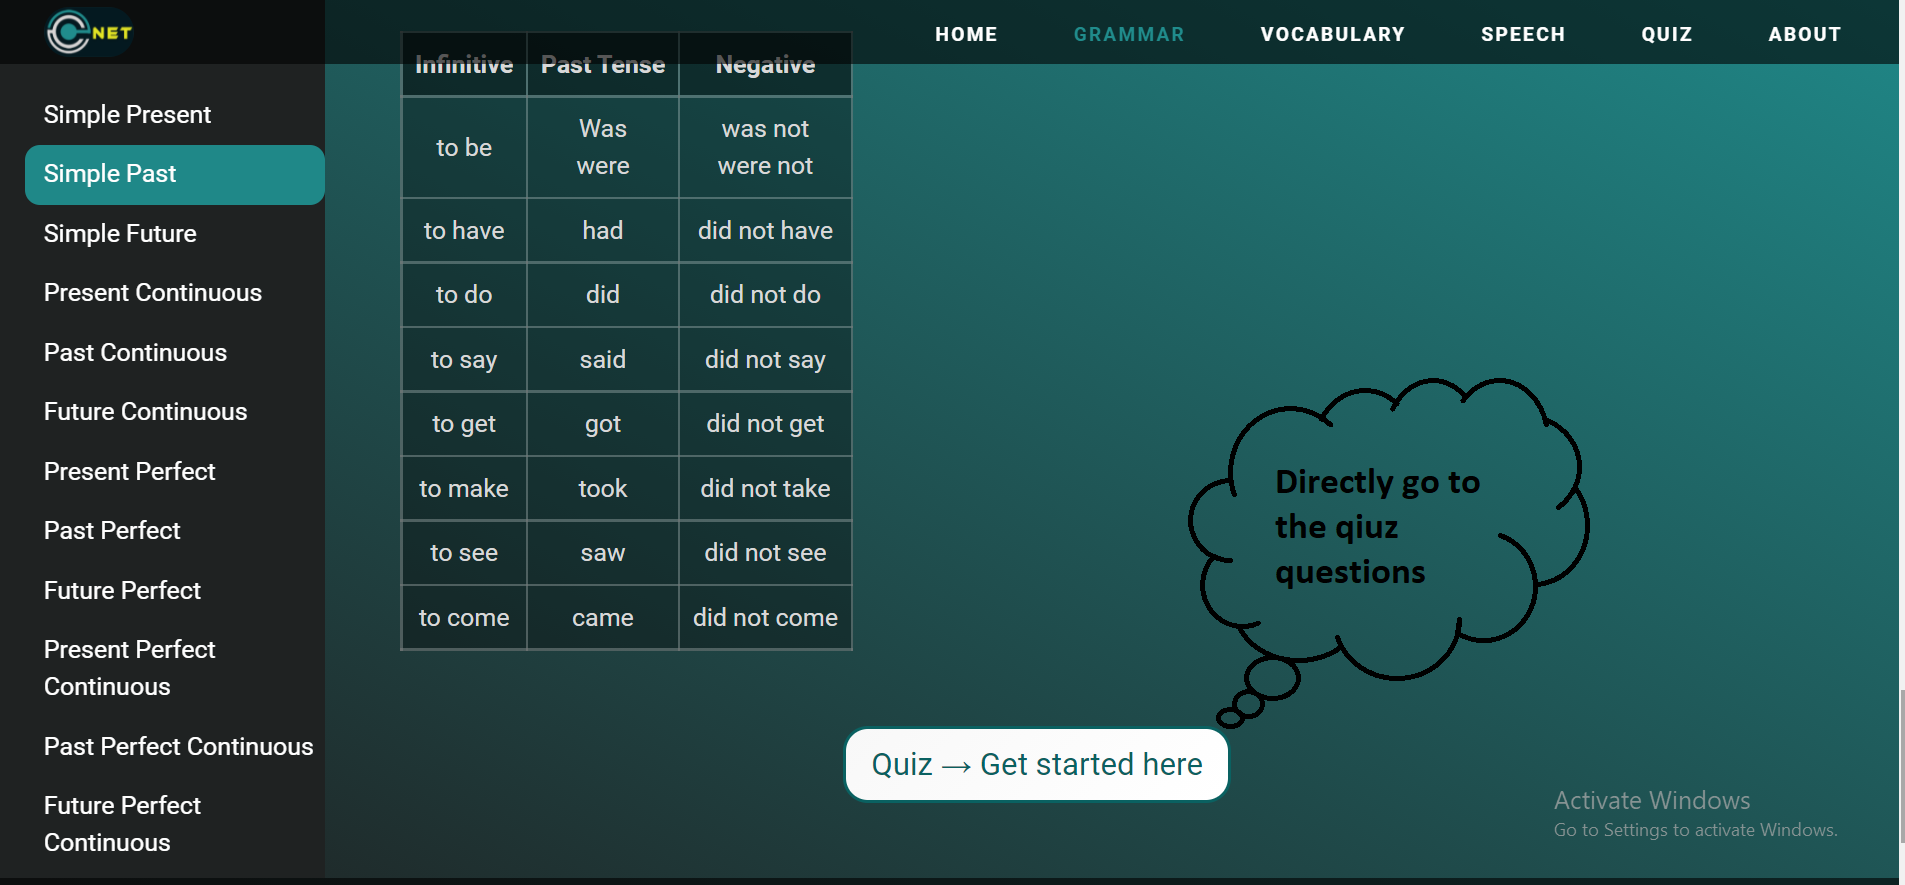 NET
HOME GRAMMAR VOCABULARY SPEECH QUIZ ABOUT
Simple Present
Simple Past
Simple Future
Present Continuous
Past Continuous
Future Continuous
Present Perfect
Past Perfect
Future Perfect
Present Perfect
Continuous
Past Perfect Continuous
Future Perfect
Continuous
Infinitive Past Tense Negative
to be Was were was not were not
to have had did not have
to do did did not do
to say said did not say
to get got did not get
to make took did not take
to see saw did not see
to come came did not come
Directly go to
the qiuz
questions
Quiz → Get started here
Activate Windows
Go to Settings to activate Windows.